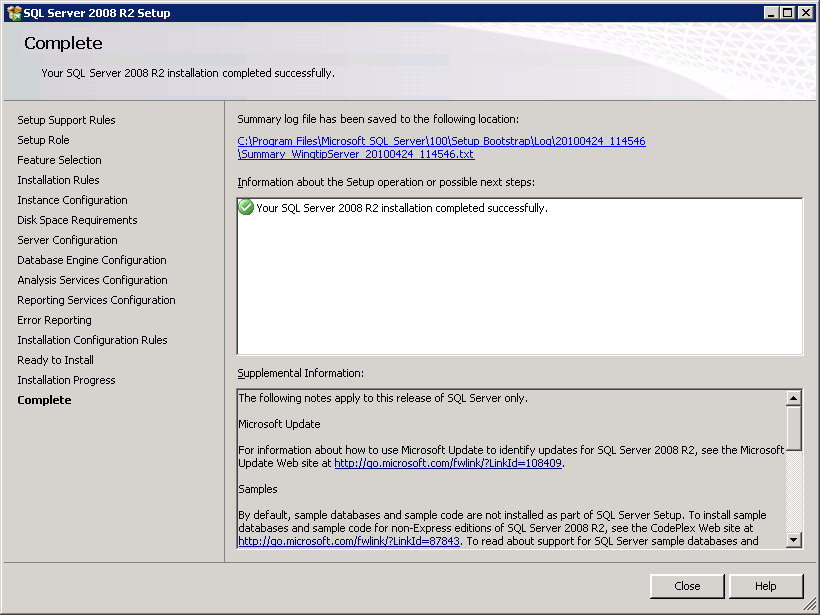 SQL Server 2008 R2 Setup
Complete
Your SQL Server 2008 R2 installation completed successfully.
Setup Support Rules
Setup Role
Feature Selection
Installation Rules
Instance Configuration
Disk Space Requirements
Server Configuration
Database Engine Configuration
Analysis Services Configuration
Reporting Services Configuration
Error Reporting
Installation Configuration Rules
Ready to Install
Installation Progress
Complete
Summary log file has been saved to the following location:
C:\Program Files\Microsoft SQL Server\100\Setup Bootstrap\Log\20100424_114546
\Summary_WingtipServer_20100424_114546.txt
Information about the Setup operation or possible next steps:
Your SQL Server 2008 R2 installation completed successfully.
Supplemental Information:
The following notes apply to this release of SQL Server only.
Microsoft Update
For information about how to use Microsoft Update to identify updates for SQL Server 2008 R2, see the Microsoft
Update Web site at http://go.microsoft.com/fwlink/?LinkId=108409.
Samples
By default, sample databases and sample code are not installed as part of SQL Server Setup. To install sample
databases and sample code for non-Express editions of SQL Server 2008 R2, see the CodePlex Web site at
http://go.microsoft.com/fwlink/?LinkId=87843. To read about support for SQL Server sample databases and
Close
Help